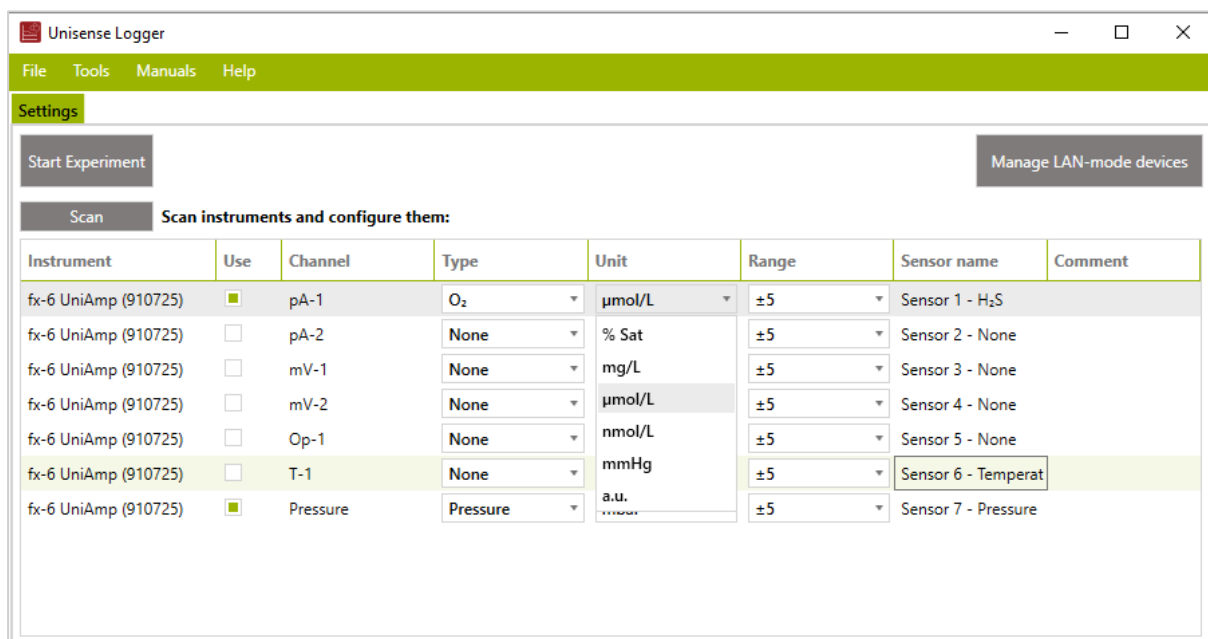 Unisense Logger
File Tools Manuals Help
Settings
Start Experiment Manage LAN-mode devices
Scan Scan instruments and configure them:
Instrument Use Channel Type Unit Range Sensor name Comment
fx-6 UniAmp (910725) pA-1 O₂ µmol/L ±5 Sensor 1 - H₂S
fx-6 UniAmp (910725) pA-2 None % Sat ±5 Sensor 2 - None
fx-6 UniAmp (910725) mV-1 None mg/L ±5 Sensor 3 - None
fx-6 UniAmp (910725) mV-2 None µmol/L ±5 Sensor 4 - None
fx-6 UniAmp (910725) Op-1 None nmol/L ±5 Sensor 5 - None
fx-6 UniAmp (910725) T-1 None mmHg ±5 Sensor 6 - Temperat
a.u.
fx-6 UniAmp (910725) Pressure Pressure ±5 Sensor 7 - Pressure